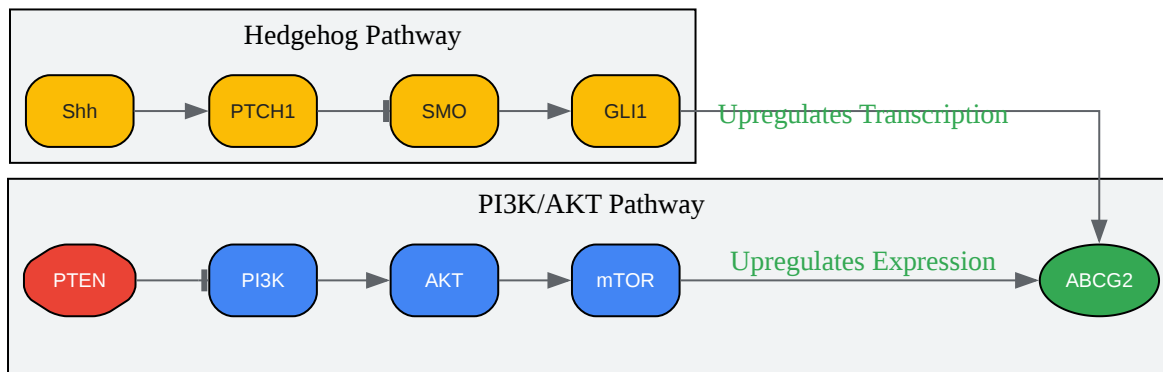 Hedgehog Pathway
Shh
PTCH1
SMO
GLI1
Upregulates Transcription
PI3K/AKT Pathway
PTEN
PI3K
AKT
mTOR
Upregulates Expression
ABCG2